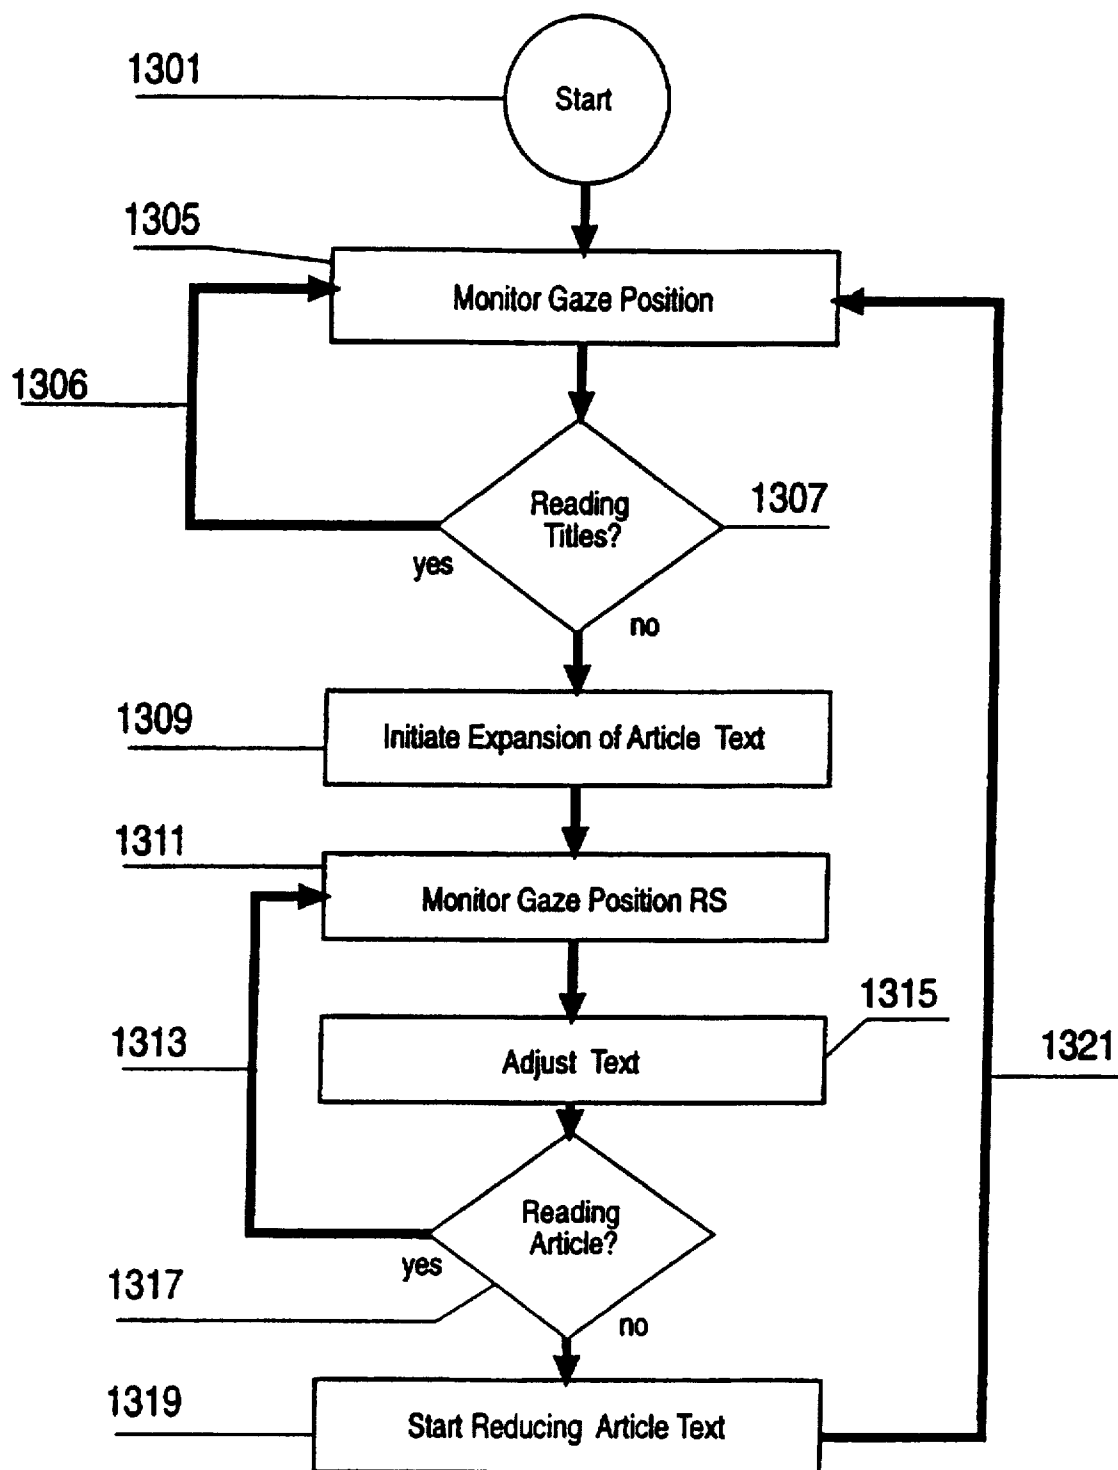 1301
Start
1305
Monitor Gaze Position
1306
Reading
Titles?
1307
yes
no
1309
Initiate Expansion of Article Text
1311
Monitor Gaze Position RS
1315
1313
Adjust Text
1321
Reading
Article?
yes
1317
no
1319
Start Reducing Article Text